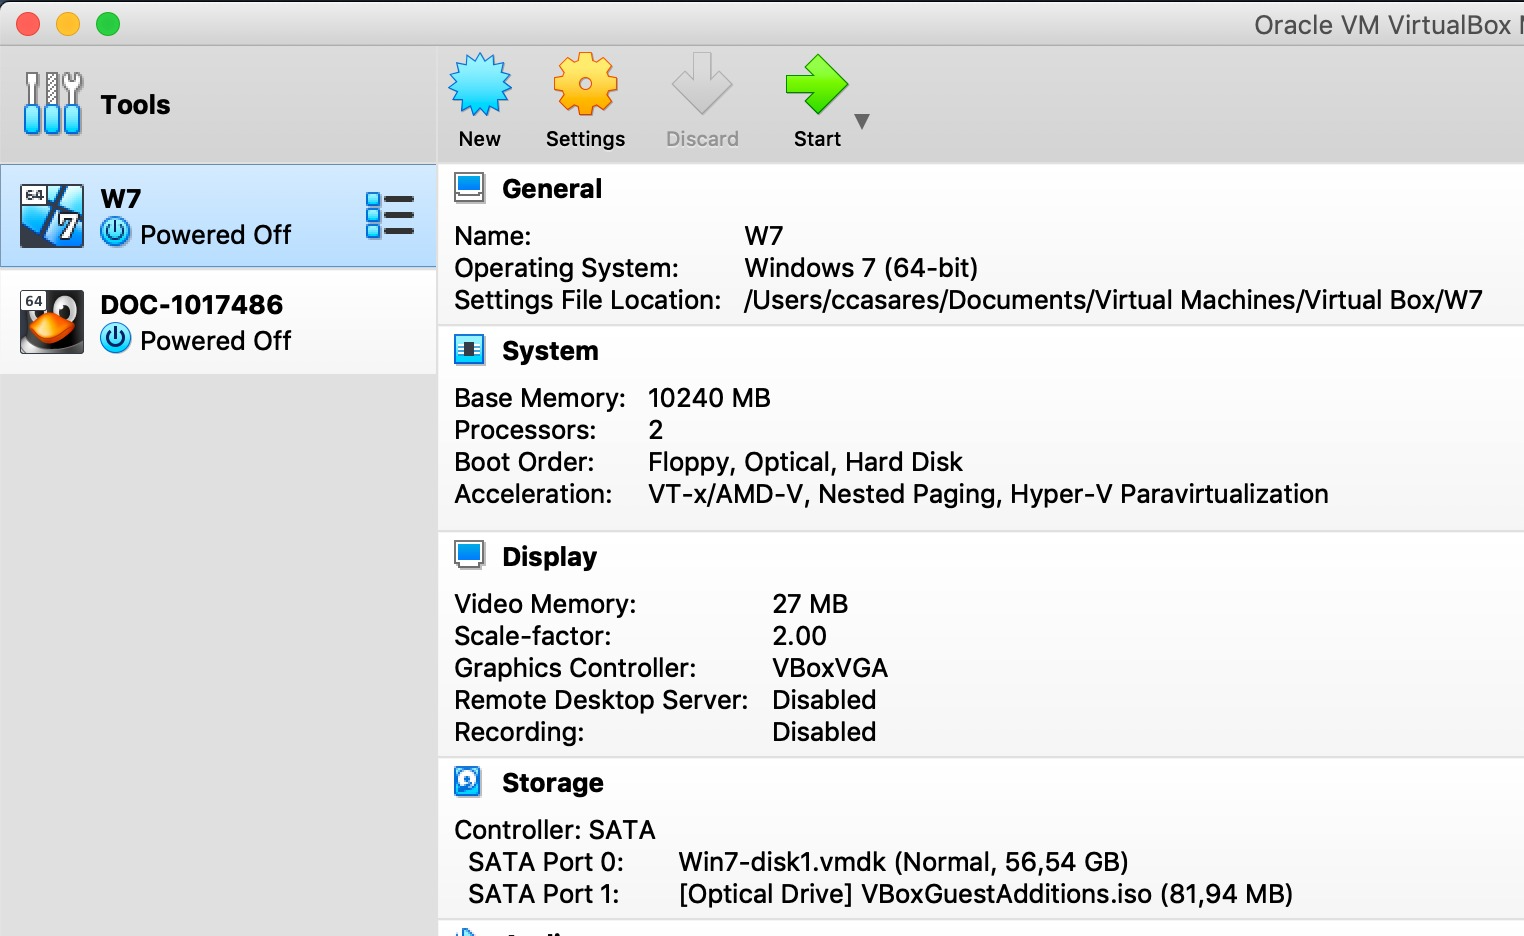 Oracle VM VirtualBox
Tools
New
Settings
Discard
Start
64
7
W7
Powered Off
64
DOC-1017486
Powered Off
General
Name: W7
Operating System: Windows 7 (64-bit)
Settings File Location: /Users/ccasares/Documents/Virtual Machines/Virtual Box/W7
System
Base Memory: 10240 MB
Processors: 2
Boot Order: Floppy, Optical, Hard Disk
Acceleration: VT-x/AMD-V, Nested Paging, Hyper-V Paravirtualization
Display
Video Memory: 27 MB
Scale-factor: 2.00
Graphics Controller: VBoxVGA
Remote Desktop Server: Disabled
Recording: Disabled
Storage
Controller: SATA
SATA Port 0: Win7-disk1.vmdk (Normal, 56,54 GB)
SATA Port 1: [Optical Drive] VBoxGuestAdditions.iso (81,94 MB)